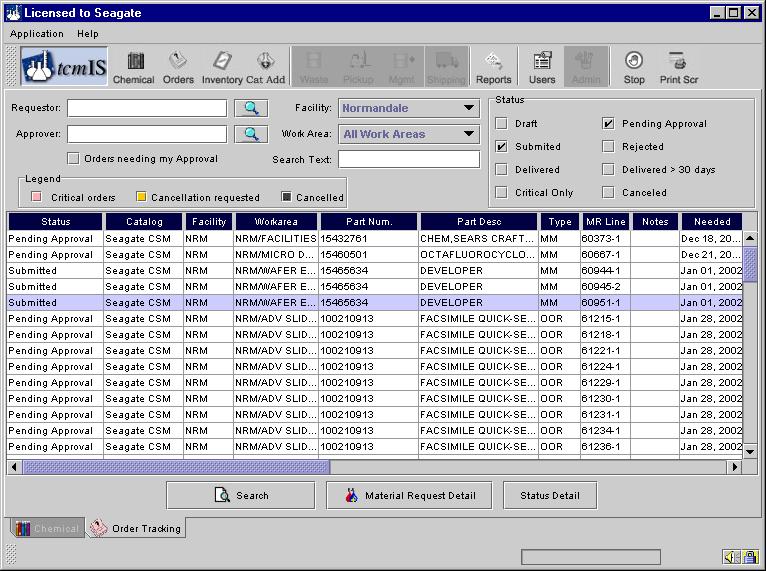 Licensed to Seagate
Application Help
tcmIS Chemical Orders Inventory Cat Add Waste Pickup Mgmt Shipping Reports Users Admin Stop Print Scr
Requestor: Facility: Normandale Status
Draft Pending Approval
Approver: Work Area: All Work Areas Submited Rejected
Orders needing my Approval Search Text: Delivered Delivered > 30 days
Legend
Critical orders Cancellation requested Cancelled Critical Only Canceled
Status Catalog Facility Workarea Part Num. Part Desc Type MR Line Notes Needed
Pending Approval Seagate CSM NRM NRM/FACILITIES 15432761 CHEM,SEARS CRAFT... MM 60373-1 Dec 18, 20...
Pending Approval Seagate CSM NRM NRM/MICRO D... 15460501 OCTAFLUOROCYCLO... MM 60667-1 Dec 21, 20...
Submitted Seagate CSM NRM NRM/WAFER E... 15465634 DEVELOPER MM 60944-1 Jan 01, 2002
Submitted Seagate CSM NRM NRM/WAFER E... 15465634 DEVELOPER MM 60945-2 Jan 01, 2002
Submitted Seagate CSM NRM NRM/WAFER E... 15465634 DEVELOPER MM 60951-1 Jan 01, 2002
Pending Approval Seagate CSM NRM NRM/ADV SLID... 100210913 FACSIMILE QUICK-SE... OOR 61215-1 Jan 28, 2002
Pending Approval Seagate CSM NRM NRM/ADV SLID... 100210913 FACSIMILE QUICK-SE... OOR 61218-1 Jan 28, 2002
Pending Approval Seagate CSM NRM NRM/ADV SLID... 100210913 FACSIMILE QUICK-SE... OOR 61221-1 Jan 28, 2002
Pending Approval Seagate CSM NRM NRM/ADV SLID... 100210913 FACSIMILE QUICK-SE... OOR 61224-1 Jan 28, 2002
Pending Approval Seagate CSM NRM NRM/ADV SLID... 100210913 FACSIMILE QUICK-SE... OOR 61229-1 Jan 28, 2002
Pending Approval Seagate CSM NRM NRM/ADV SLID... 100210913 FACSIMILE QUICK-SE... OOR 61230-1 Jan 28, 2002
Pending Approval Seagate CSM NRM NRM/ADV SLID... 100210913 FACSIMILE QUICK-SE... OOR 61231-1 Jan 28, 2002
Pending Approval Seagate CSM NRM NRM/ADV SLID... 100210913 FACSIMILE QUICK-SE... OOR 61234-1 Jan 28, 2002
Pending Approval Seagate CSM NRM NRM/ADV SLID... 100210913 FACSIMILE QUICK-SE... OOR 61236-1 Jan 28, 2002
Search Material Request Detail Status Detail
Chemical Order Tracking